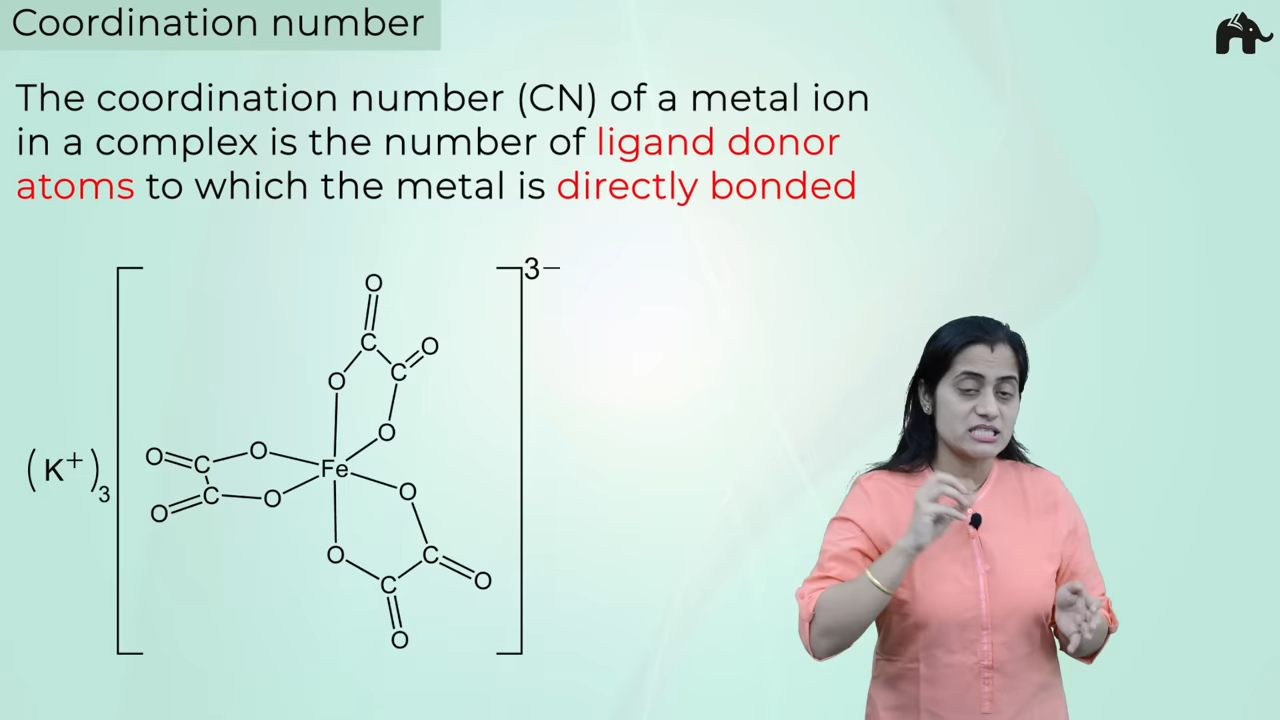 Coordination number
The coordination number (CN) of a metal ion
in a complex is the number of ligand donor
atoms to which the metal is directly bonded
3−
O
C
O
C
O
O
O
C
O
(K+)3
Fe
O
C
O
O
O
C
O
C
O
O